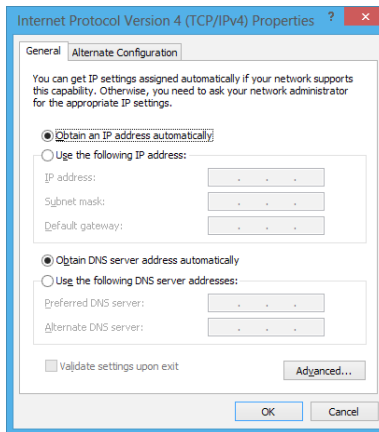 Internet Protocol Version 4 (TCP/IPv4) Properties ? ×
General Alternate Configuration
You can get IP settings assigned automatically if your network supports
this capability. Otherwise, you need to ask your network administrator
for the appropriate IP settings.
Obtain an IP address automatically
Use the following IP address:
IP address: . . .
Subnet mask: . . .
Default gateway: . . .
Obtain DNS server address automatically
Use the following DNS server addresses:
Preferred DNS server: . . .
Alternate DNS server: . . .
Validate settings upon exit
Advanced...
OK Cancel